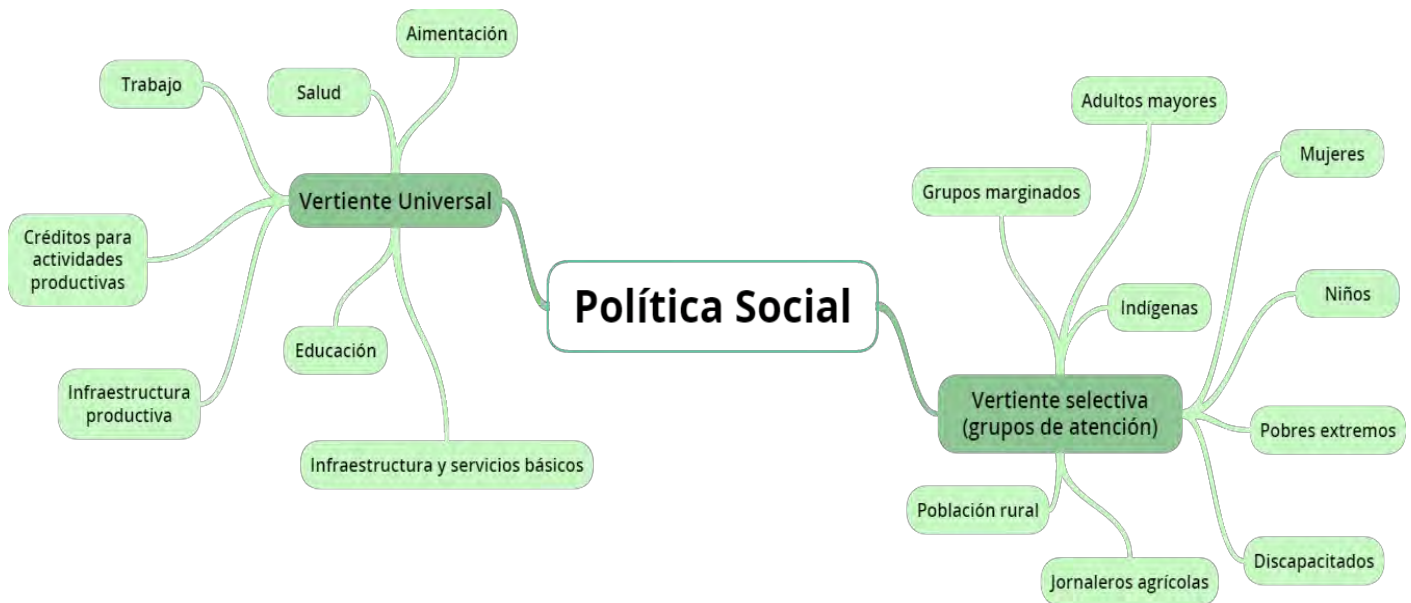 Aimentación
Trabajo
Salud
Vertiente Universal
Créditos para
actividades
productivas
Educación
Infraestructura
productiva
Infraestructura y servicios básicos
Política Social
Adultos mayores
Mujeres
Grupos marginados
Niños
Indígenas
Vertiente selectiva
(grupos de atención)
Pobres extremos
Población rural
Discapacitados
Jornaleros agrícolas